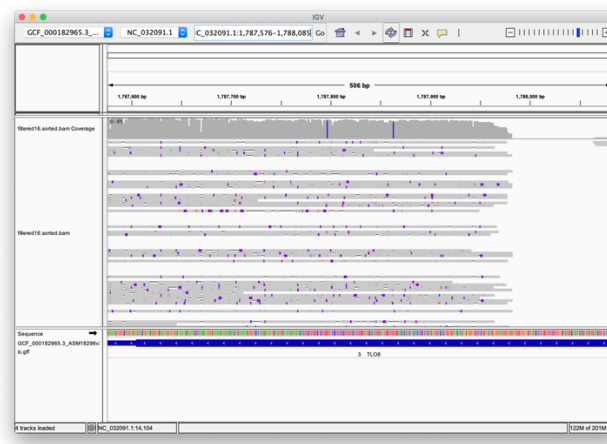 IGV
GCF_000182965.3_... NC_032091.1 C_032091.1:1,787,576-1,788,085 Go
506 bp
1,787,600 bp 1,787,700 bp 1,787,800 bp 1,787,900 bp 1,788,000 bp
filtered16.sorted.bam Coverage
filtered16.sorted.bam
Sequence
GCF_000182965.3_ASM18296v
ic.gff
3 TLO8
4 tracks loaded NC_032091.1:14,104 122M of 201M